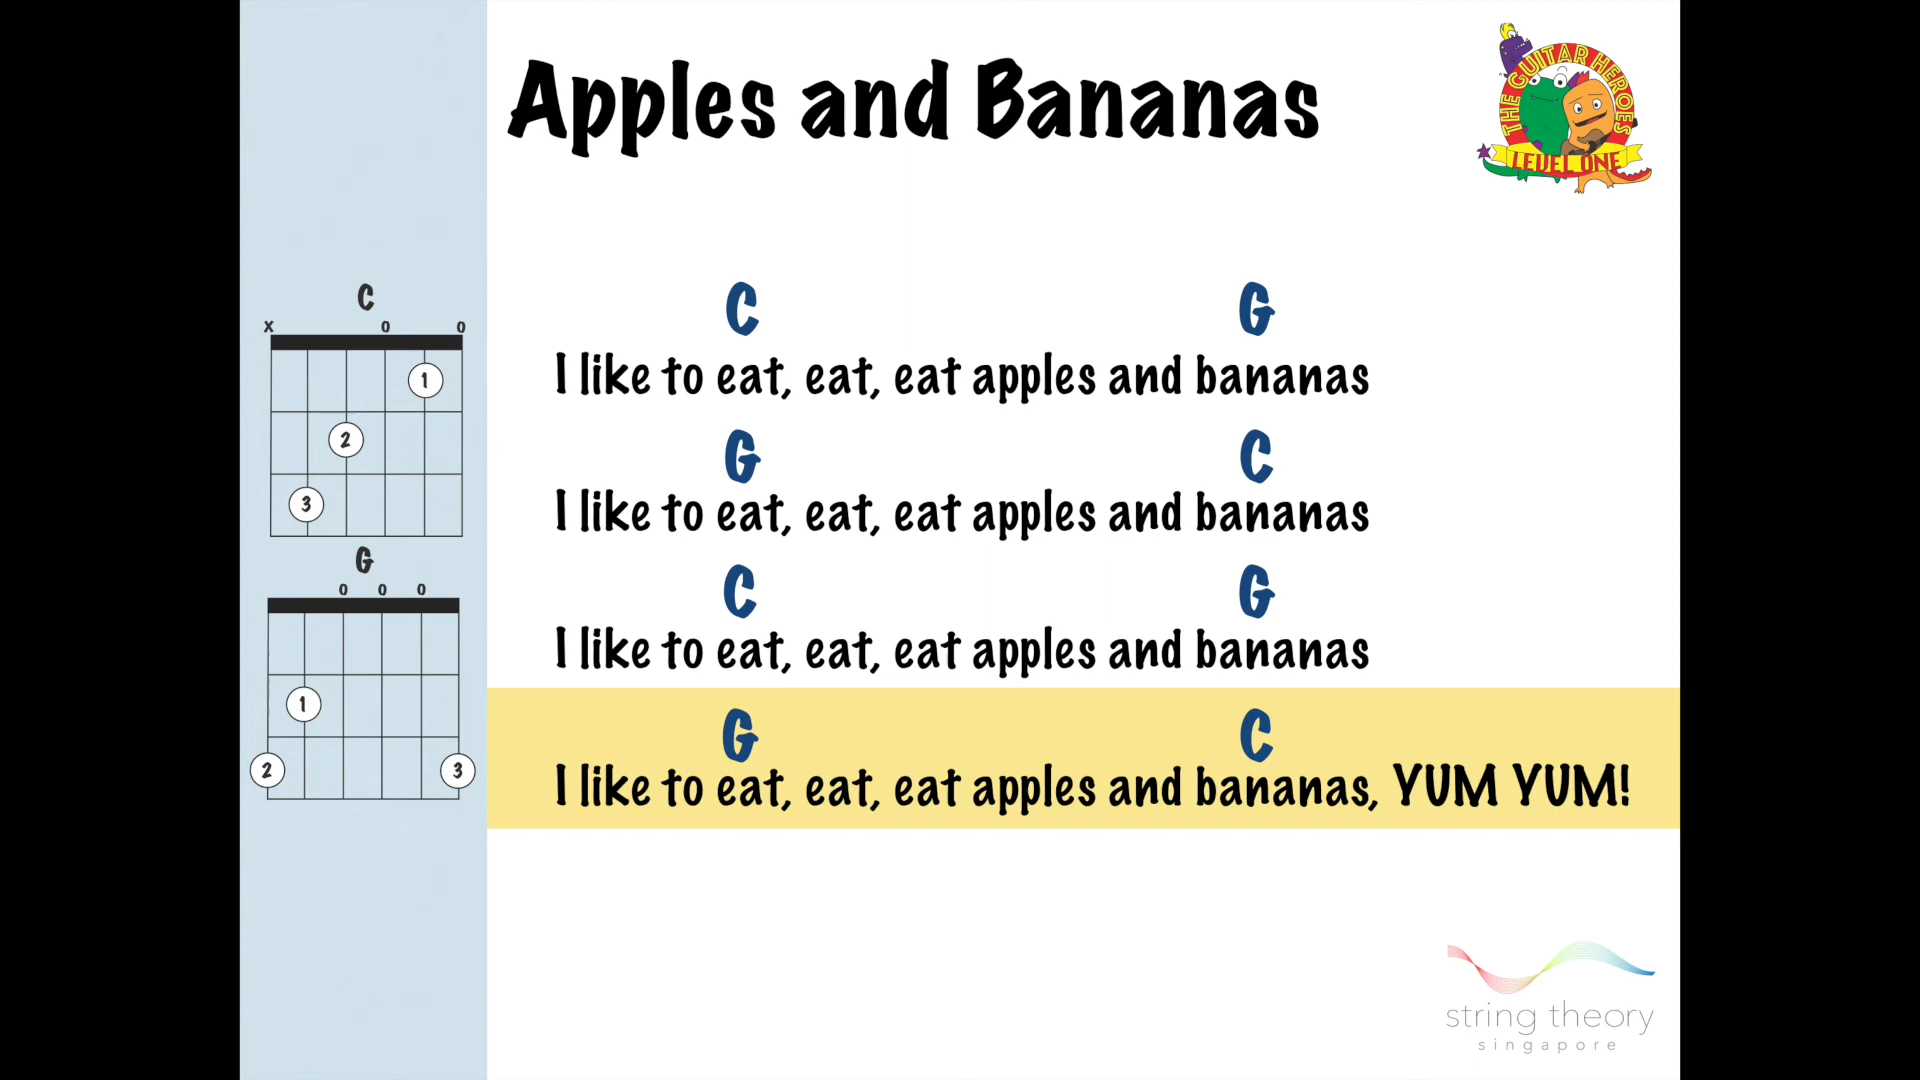 Apples and Bananas
THE GUITAR HEROES
LEVEL ONE
C
x 0 0
1
2
3
G
0 0 0
1
2 3
C G
I like to eat, eat, eat apples and bananas
G C
I like to eat, eat, eat apples and bananas
C G
I like to eat, eat, eat apples and bananas
G C
I like to eat, eat, eat apples and bananas, YUM YUM!
string theory
singapore